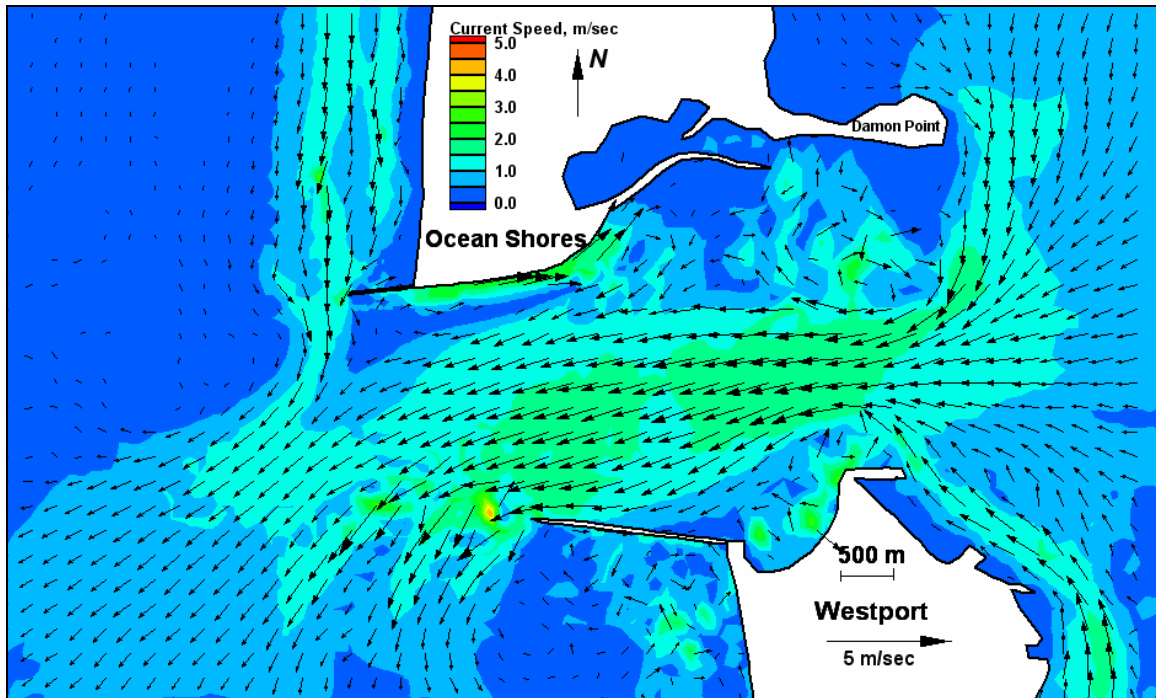 Current Speed, m/sec
5.0
4.0
3.0
2.0
1.0
0.0
N
Damon Point
Ocean Shores
500 m
Westport
5 m/sec